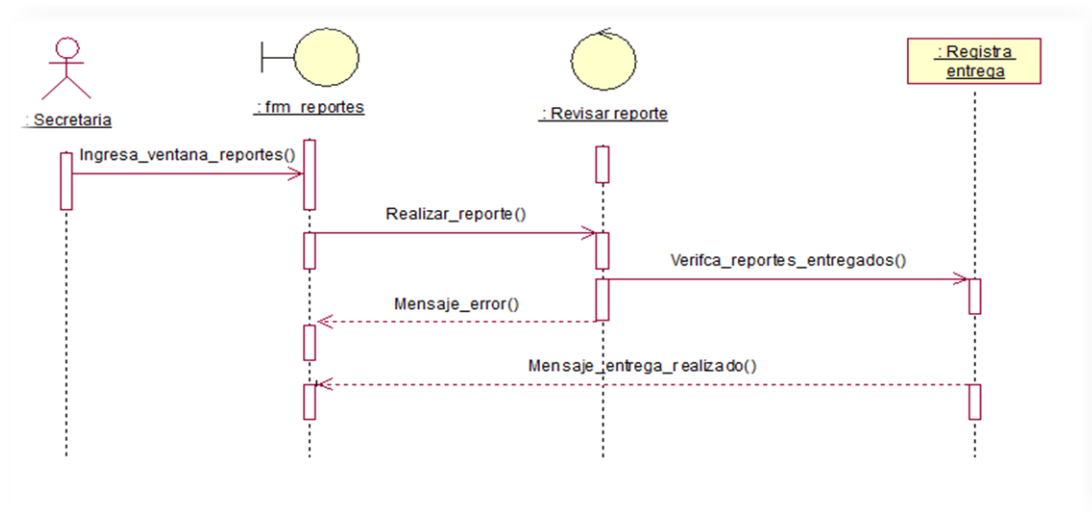 : Registra
entrega
: frm_reportes
: Revisar reporte
: Secretaria
Ingresa_ventana_reportes()
Realizar_reporte()
Verifca_reportes_entregados()
Mensaje_error()
Mensaje_entrega_realizado()